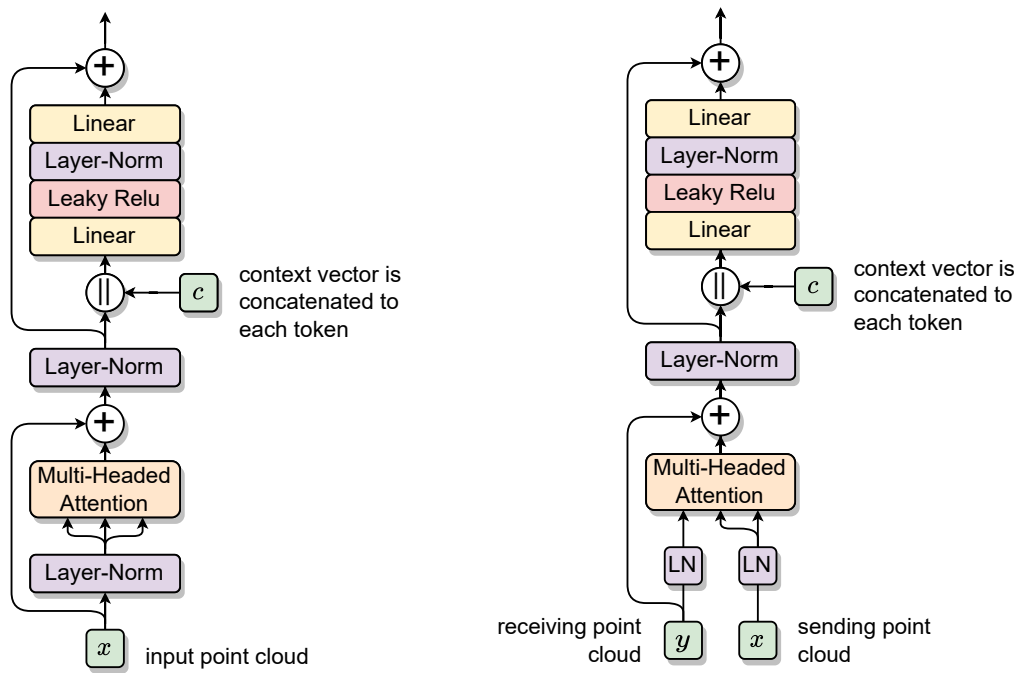 +
Linear
Layer-Norm
Leaky Relu
Linear
||
c
context vector is
concatenated to
each token
Layer-Norm
+
Multi-Headed
Attention
Layer-Norm
x
input point cloud
+
Linear
Layer-Norm
Leaky Relu
Linear
||
c
context vector is
concatenated to
each token
Layer-Norm
+
Multi-Headed
Attention
LN
LN
receiving point
cloud
y
x
sending point
cloud